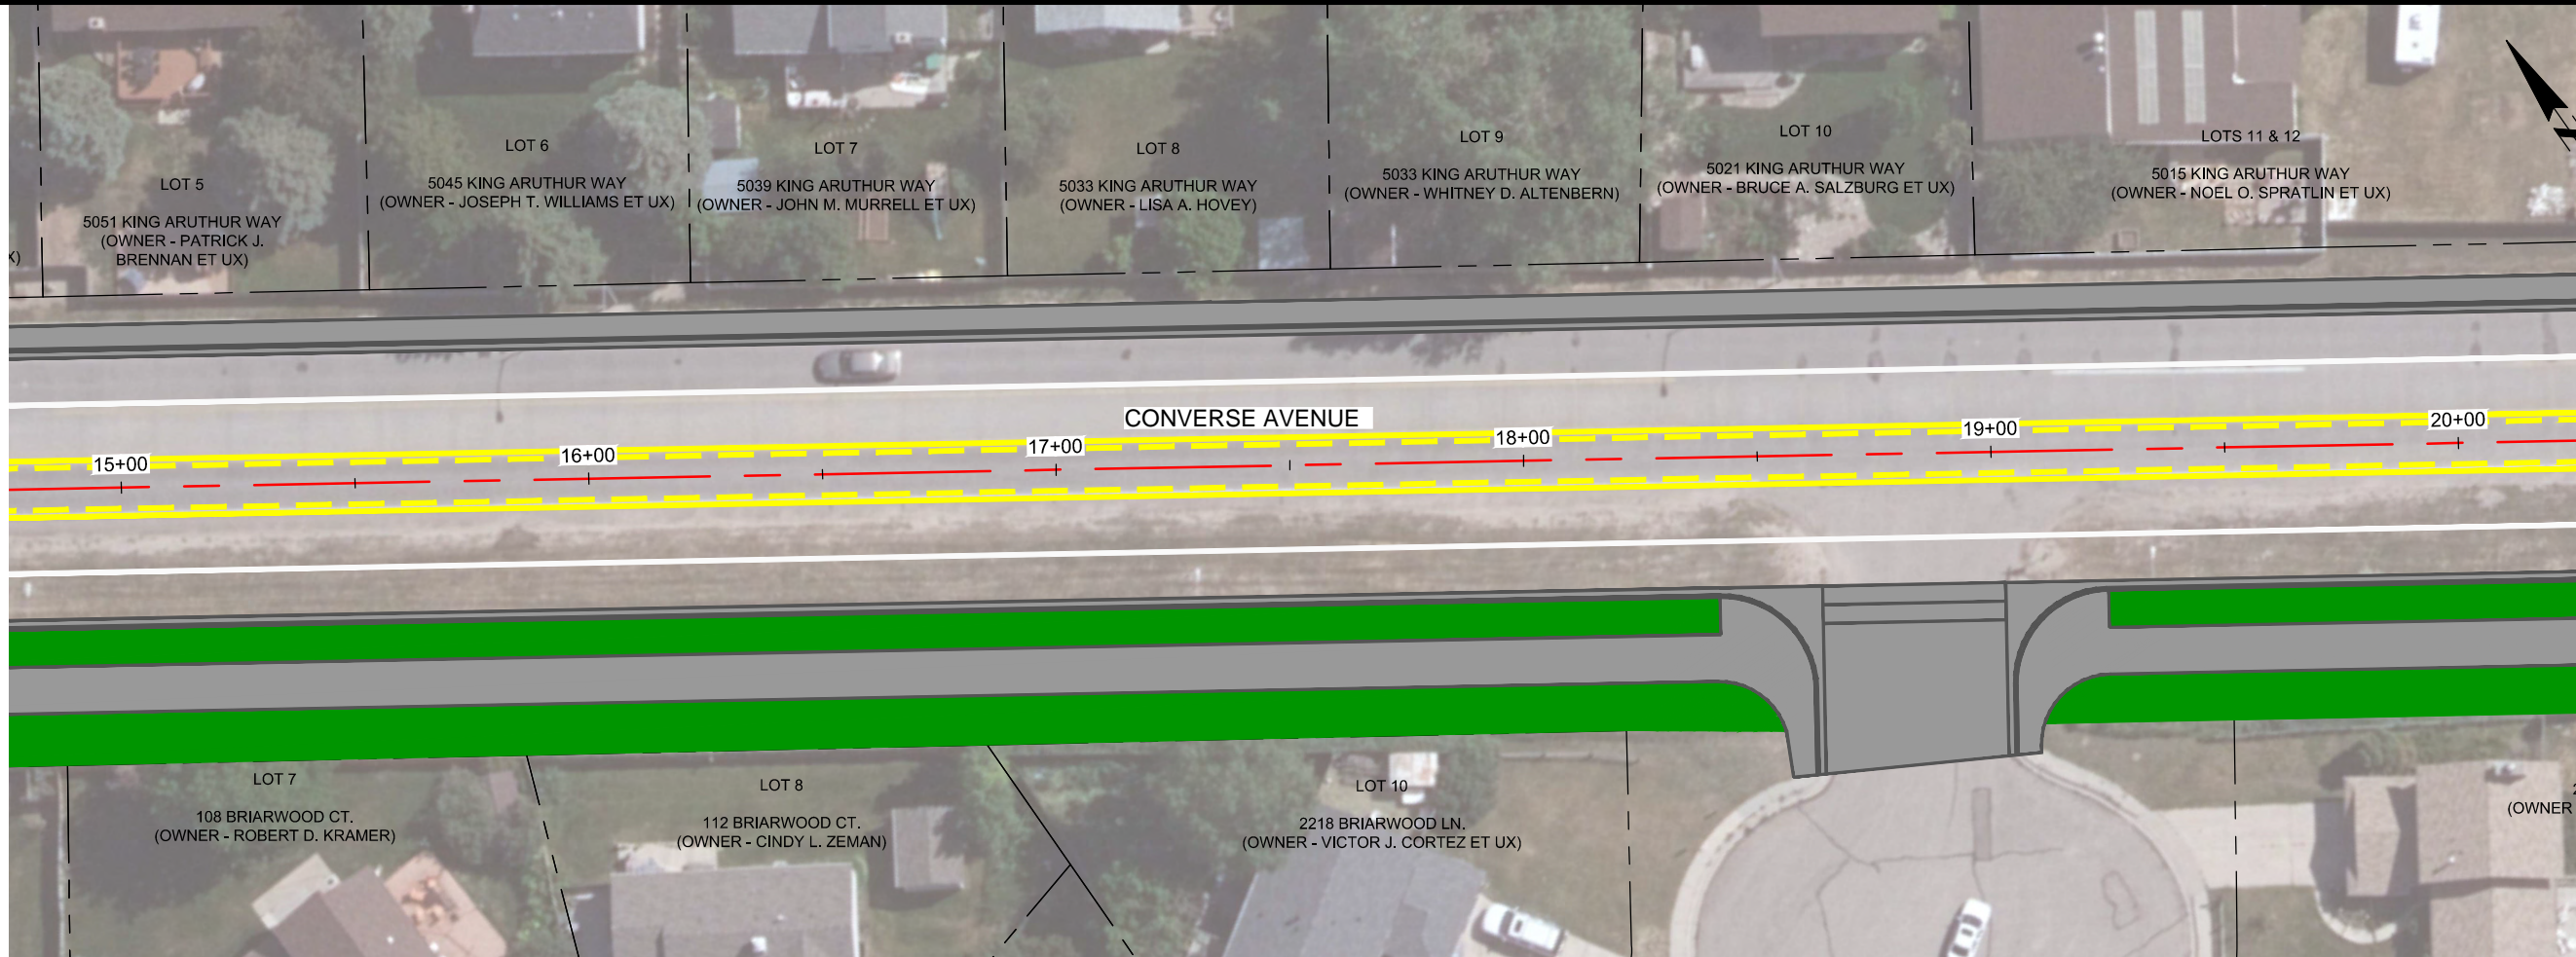 LOT 5
5051 KING ARUTHUR WAY
(OWNER - PATRICK J.
BRENNAN ET UX)
LOT 6
5045 KING ARUTHUR WAY
(OWNER - JOSEPH T. WILLIAMS ET UX)
LOT 7
5039 KING ARUTHUR WAY
(OWNER - JOHN M. MURRELL ET UX)
LOT 8
5033 KING ARUTHUR WAY
(OWNER - LISA A. HOVEY)
LOT 9
5033 KING ARUTHUR WAY
(OWNER - WHITNEY D. ALTENBERN)
LOT 10
5021 KING ARUTHUR WAY
(OWNER - BRUCE A. SALZBURG ET UX)
LOTS 11 & 12
5015 KING ARUTHUR WAY
(OWNER - NOEL O. SPRATLIN ET UX)
X)
CONVERSE AVENUE
15+00
16+00
17+00
18+00
19+00
20+00
LOT 7
108 BRIARWOOD CT.
(OWNER - ROBERT D. KRAMER)
LOT 8
112 BRIARWOOD CT.
(OWNER - CINDY L. ZEMAN)
LOT 10
2218 BRIARWOOD LN.
(OWNER - VICTOR J. CORTEZ ET UX)
(OWNER